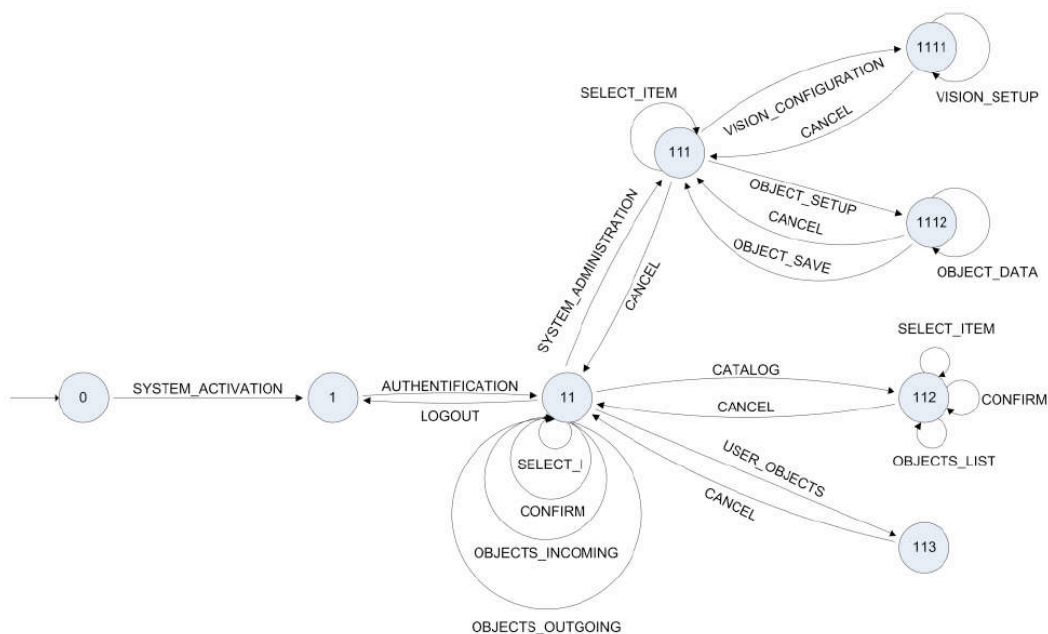 1111
VISION_SETUP
SELECT_ITEM
VISION_CONFIGURATION
CANCEL
111
OBJECT_SETUP
CANCEL
OBJECT_SAVE
1112
OBJECT_DATA
SYSTEM_ADMINISTRATION
CANCEL
SELECT_ITEM
0
SYSTEM_ACTIVATION
1
AUTHENTIFICATION
LOGOUT
11
CATALOG
CANCEL
112
CONFIRM
OBJECTS_LIST
SELECT_I
CONFIRM
OBJECTS_INCOMING
OBJECTS_OUTGOING
USER_OBJECTS
CANCEL
113